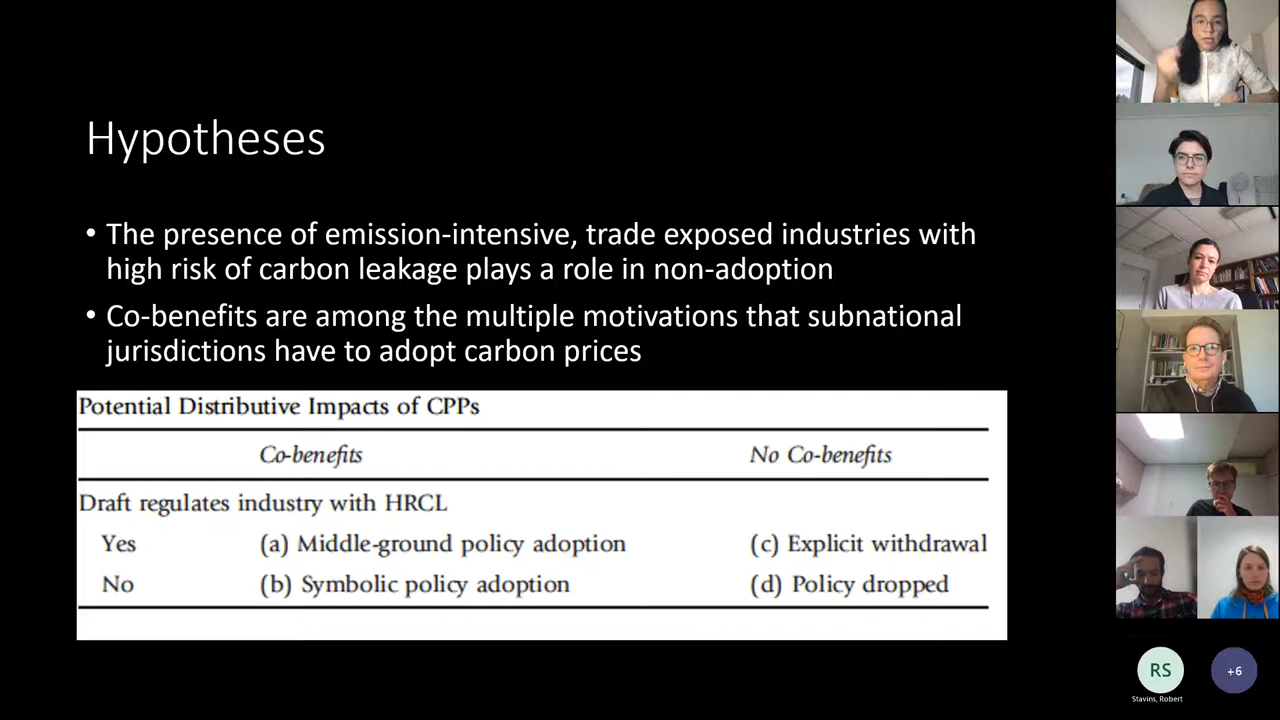 Hypotheses
• The presence of emission-intensive, trade exposed industries with
high risk of carbon leakage plays a role in non-adoption
• Co-benefits are among the multiple motivations that subnational
jurisdictions have to adopt carbon prices
Potential Distributive Impacts of CPPs
Co-benefits No Co-benefits
Draft regulates industry with HRCL
Yes (a) Middle-ground policy adoption (c) Explicit withdrawal
No (b) Symbolic policy adoption (d) Policy dropped
RS +6
Stavins, Robert